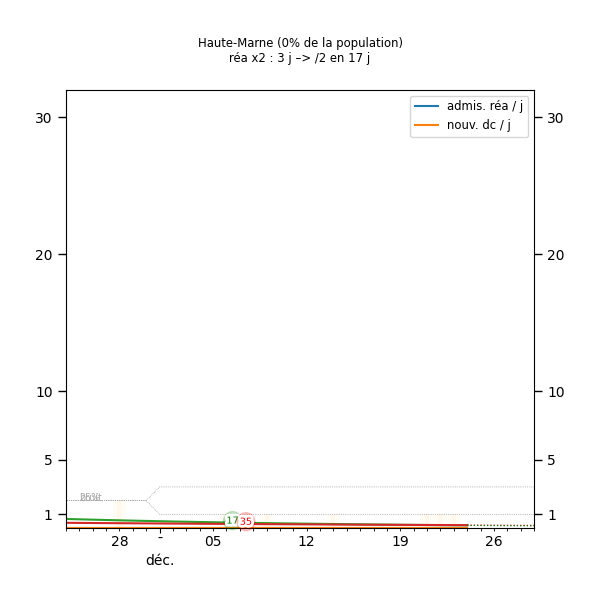 Haute-Marne (0% de la population)
réa x2 : 3 j –> /2 en 17 j
admis. réa / j
nouv. dc / j
30 30
20 20
10 10
5 5
1 1
17 35
28 - 05 12 19 26
déc.